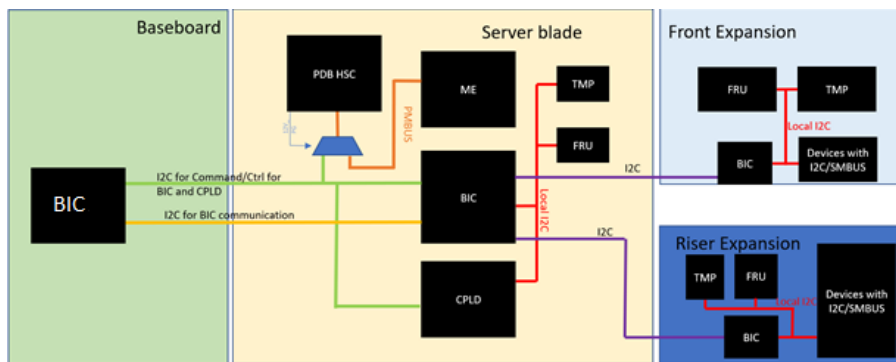 Baseboard
Server blade
Front Expansion
PDB HSC
ME
TMP
FRU
TMP
PMBUS
FRU
Local I2C
I2C for Command/Ctrl for
BIC and CPLD
BIC
I2C
BIC
Devices with
I2C/SMBUS
BIC
I2C for BIC communication
Local I2C
I2C
Riser Expansion
CPLD
TMP
FRU
Devices with
I2C/SMBUS
Local I2C
BIC